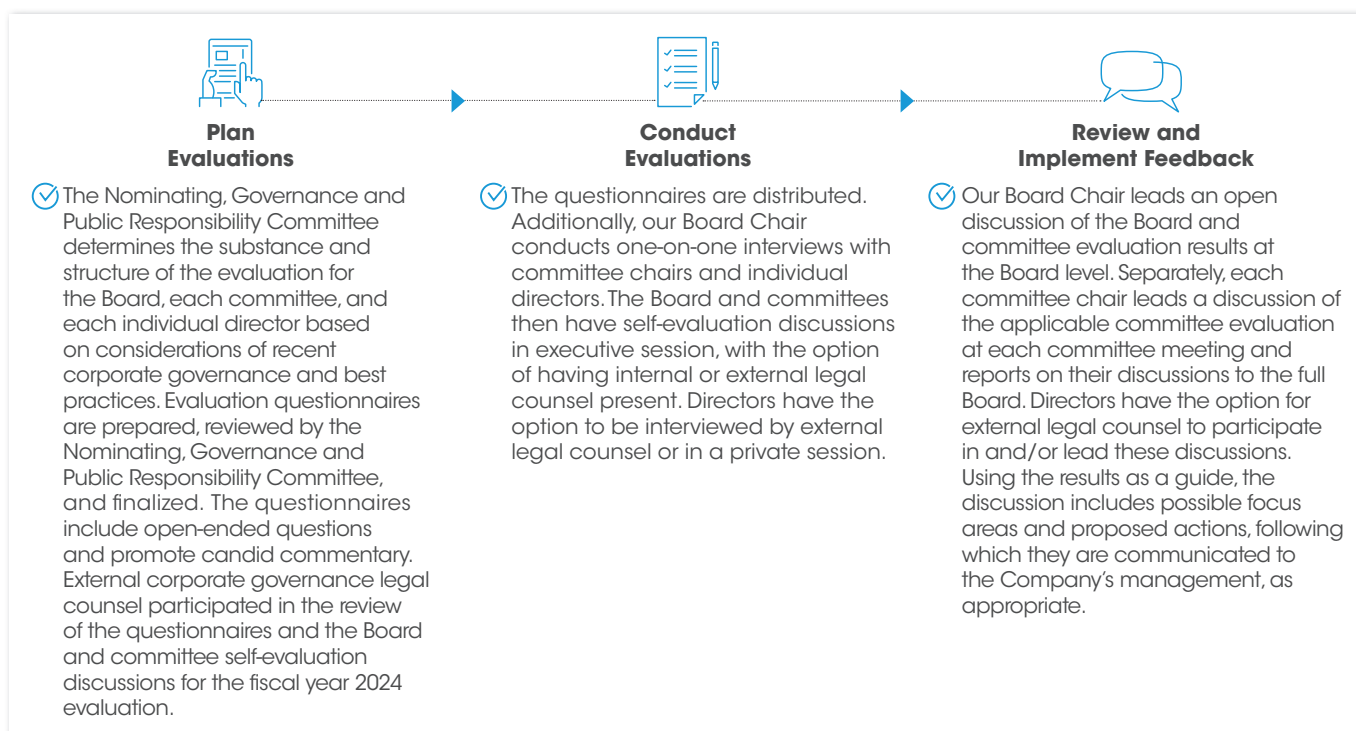 Plan
Evaluations
The Nominating, Governance and
Public Responsibility Committee
determines the substance and
structure of the evaluation for
the Board, each committee, and
each individual director based
on considerations of recent
corporate governance and best
practices. Evaluation questionnaires
are prepared, reviewed by the
Nominating, Governance and
Public Responsibility Committee,
and finalized. The questionnaires
include open-ended questions
and promote candid commentary.
External corporate governance legal
counsel participated in the review
of the questionnaires and the Board
and committee self-evaluation
discussions for the fiscal year 2024
evaluation.
Conduct
Evaluations
The questionnaires are distributed.
Additionally, our Board Chair
conducts one-on-one interviews with
committee chairs and individual
directors. The Board and committees
then have self-evaluation discussions
in executive session, with the option
of having internal or external legal
counsel present. Directors have the
option to be interviewed by external
legal counsel or in a private session.
Review and
Implement Feedback
Our Board Chair leads an open
discussion of the Board and
committee evaluation results at
the Board level. Separately, each
committee chair leads a discussion of
the applicable committee evaluation
at each committee meeting and
reports on their discussions to the full
Board. Directors have the option for
external legal counsel to participate
in and/or lead these discussions.
Using the results as a guide, the
discussion includes possible focus
areas and proposed actions, following
which they are communicated to
the Company's management, as
appropriate.